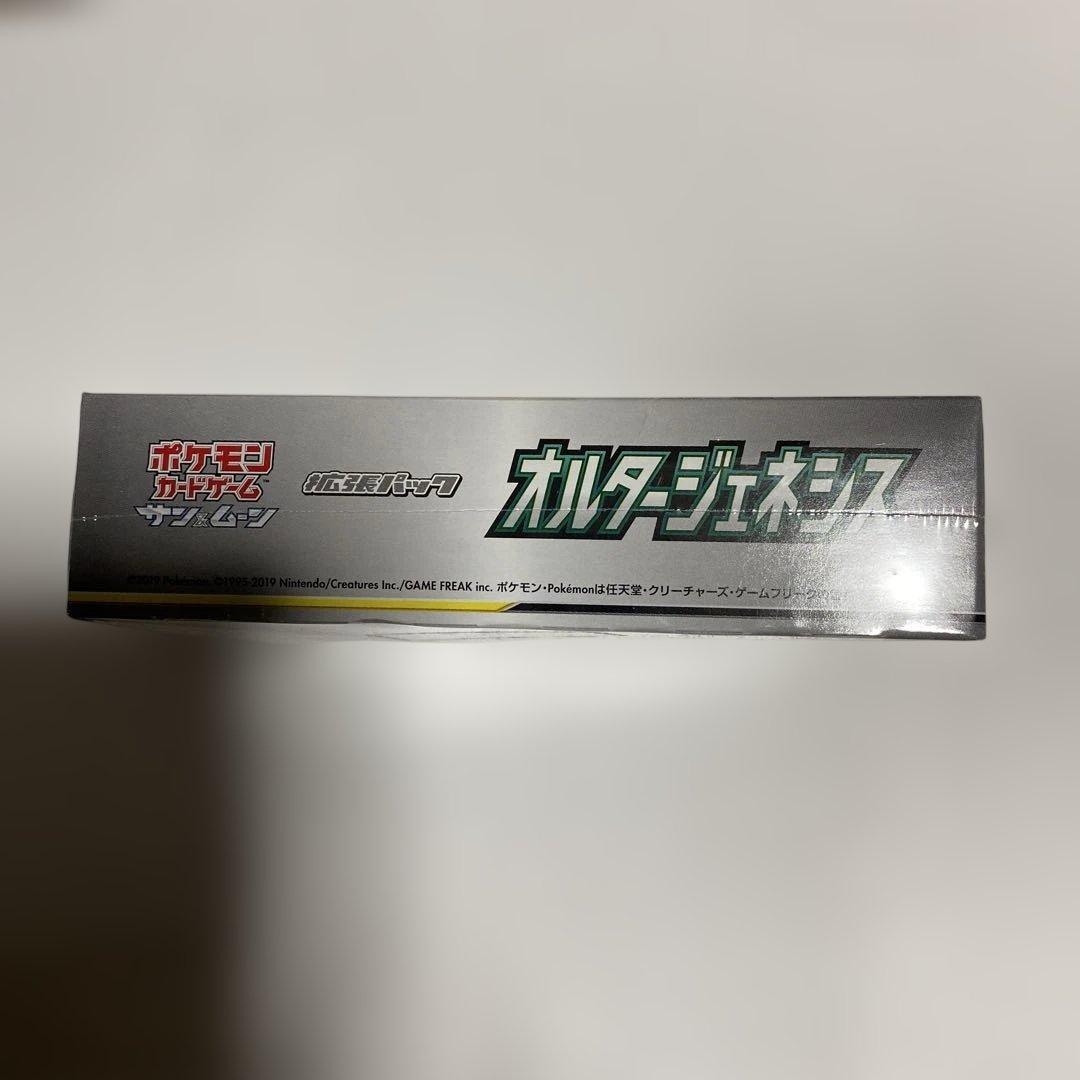 ポケモン
カードゲーム™
サン&ムーン
拡張パック
オルタージェネシス
©2019 Pokémon. ©1995-2019 Nintendo/Creatures Inc./GAME FREAK inc. ポケモン・Pokémonは任天堂・クリーチャーズ・ゲームフリークの